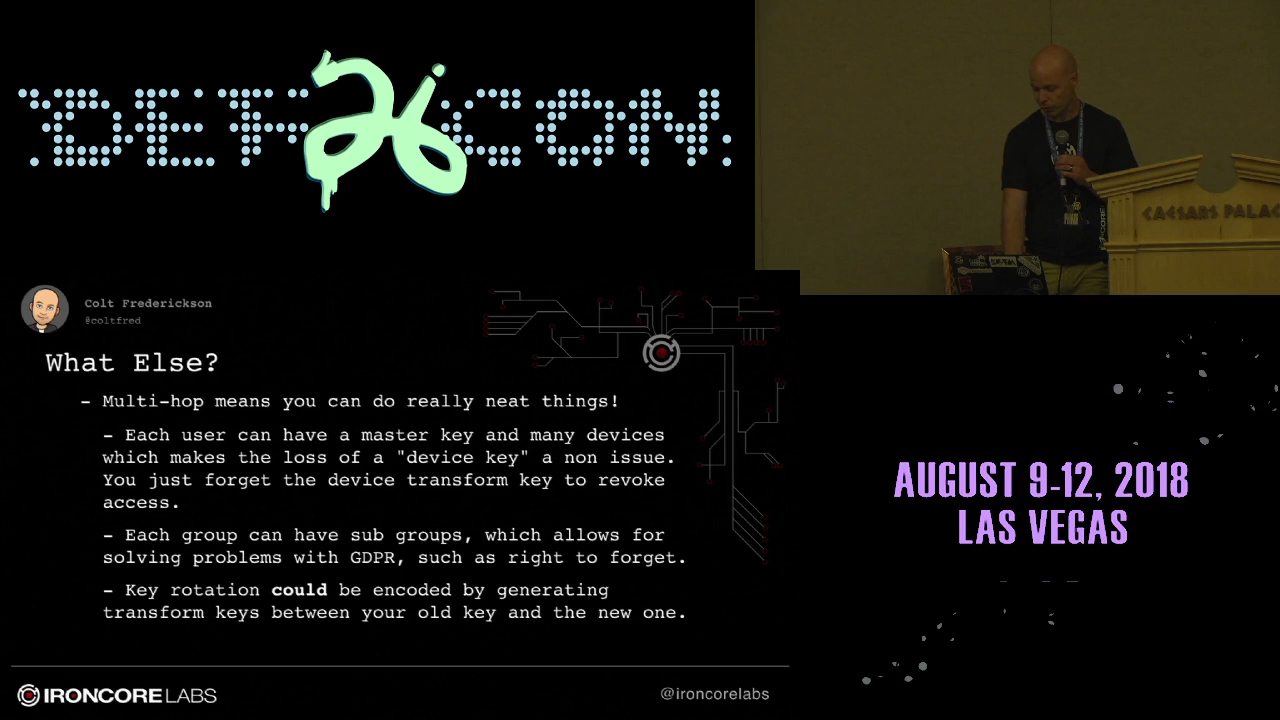 DEF 26 CON
CAESARS PALAC
Colt Frederickson
@coltfred
What Else?
– Multi-hop means you can do really neat things!
– Each user can have a master key and many devices
which makes the loss of a "device key" a non issue.
You just forget the device transform key to revoke
access.
– Each group can have sub groups, which allows for
solving problems with GDPR, such as right to forget.
– Key rotation could be encoded by generating
transform keys between your old key and the new one.
IRONCORE LABS
@ironcorelabs
AUGUST 9-12, 2018
LAS VEGAS